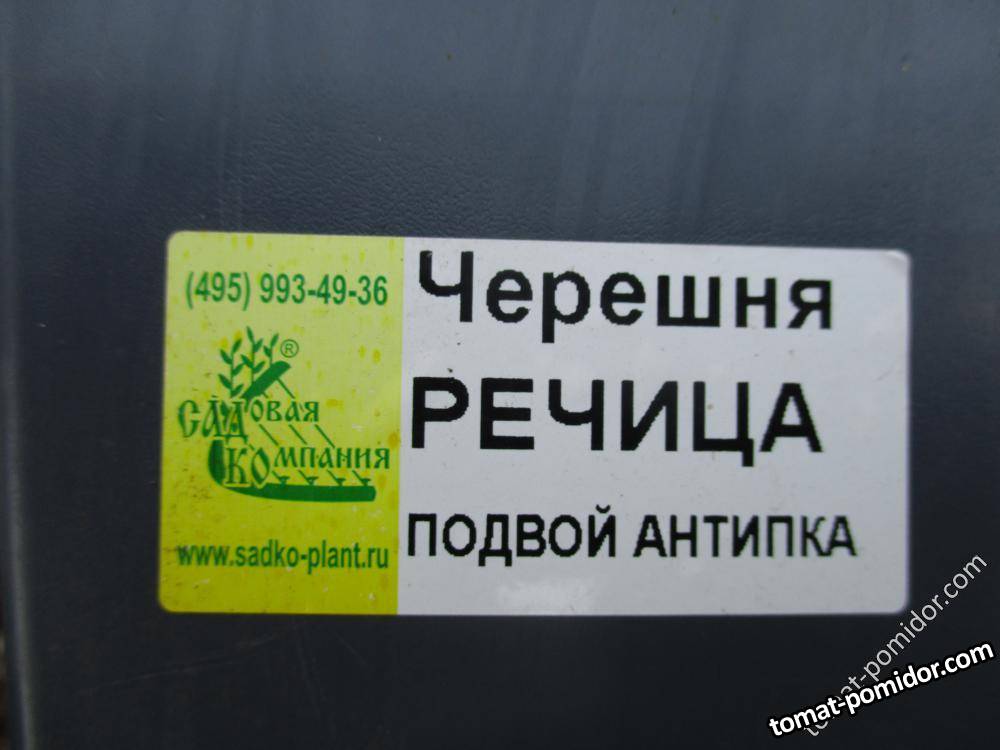 (495) 993-49-36
®
САДовая
КОмпания
www.sadko-plant.ru
Черешня
РЕЧИЦА
ПОДВОЙ АНТИПКА
tomat-pomidor.com
tomat-pomidor.com